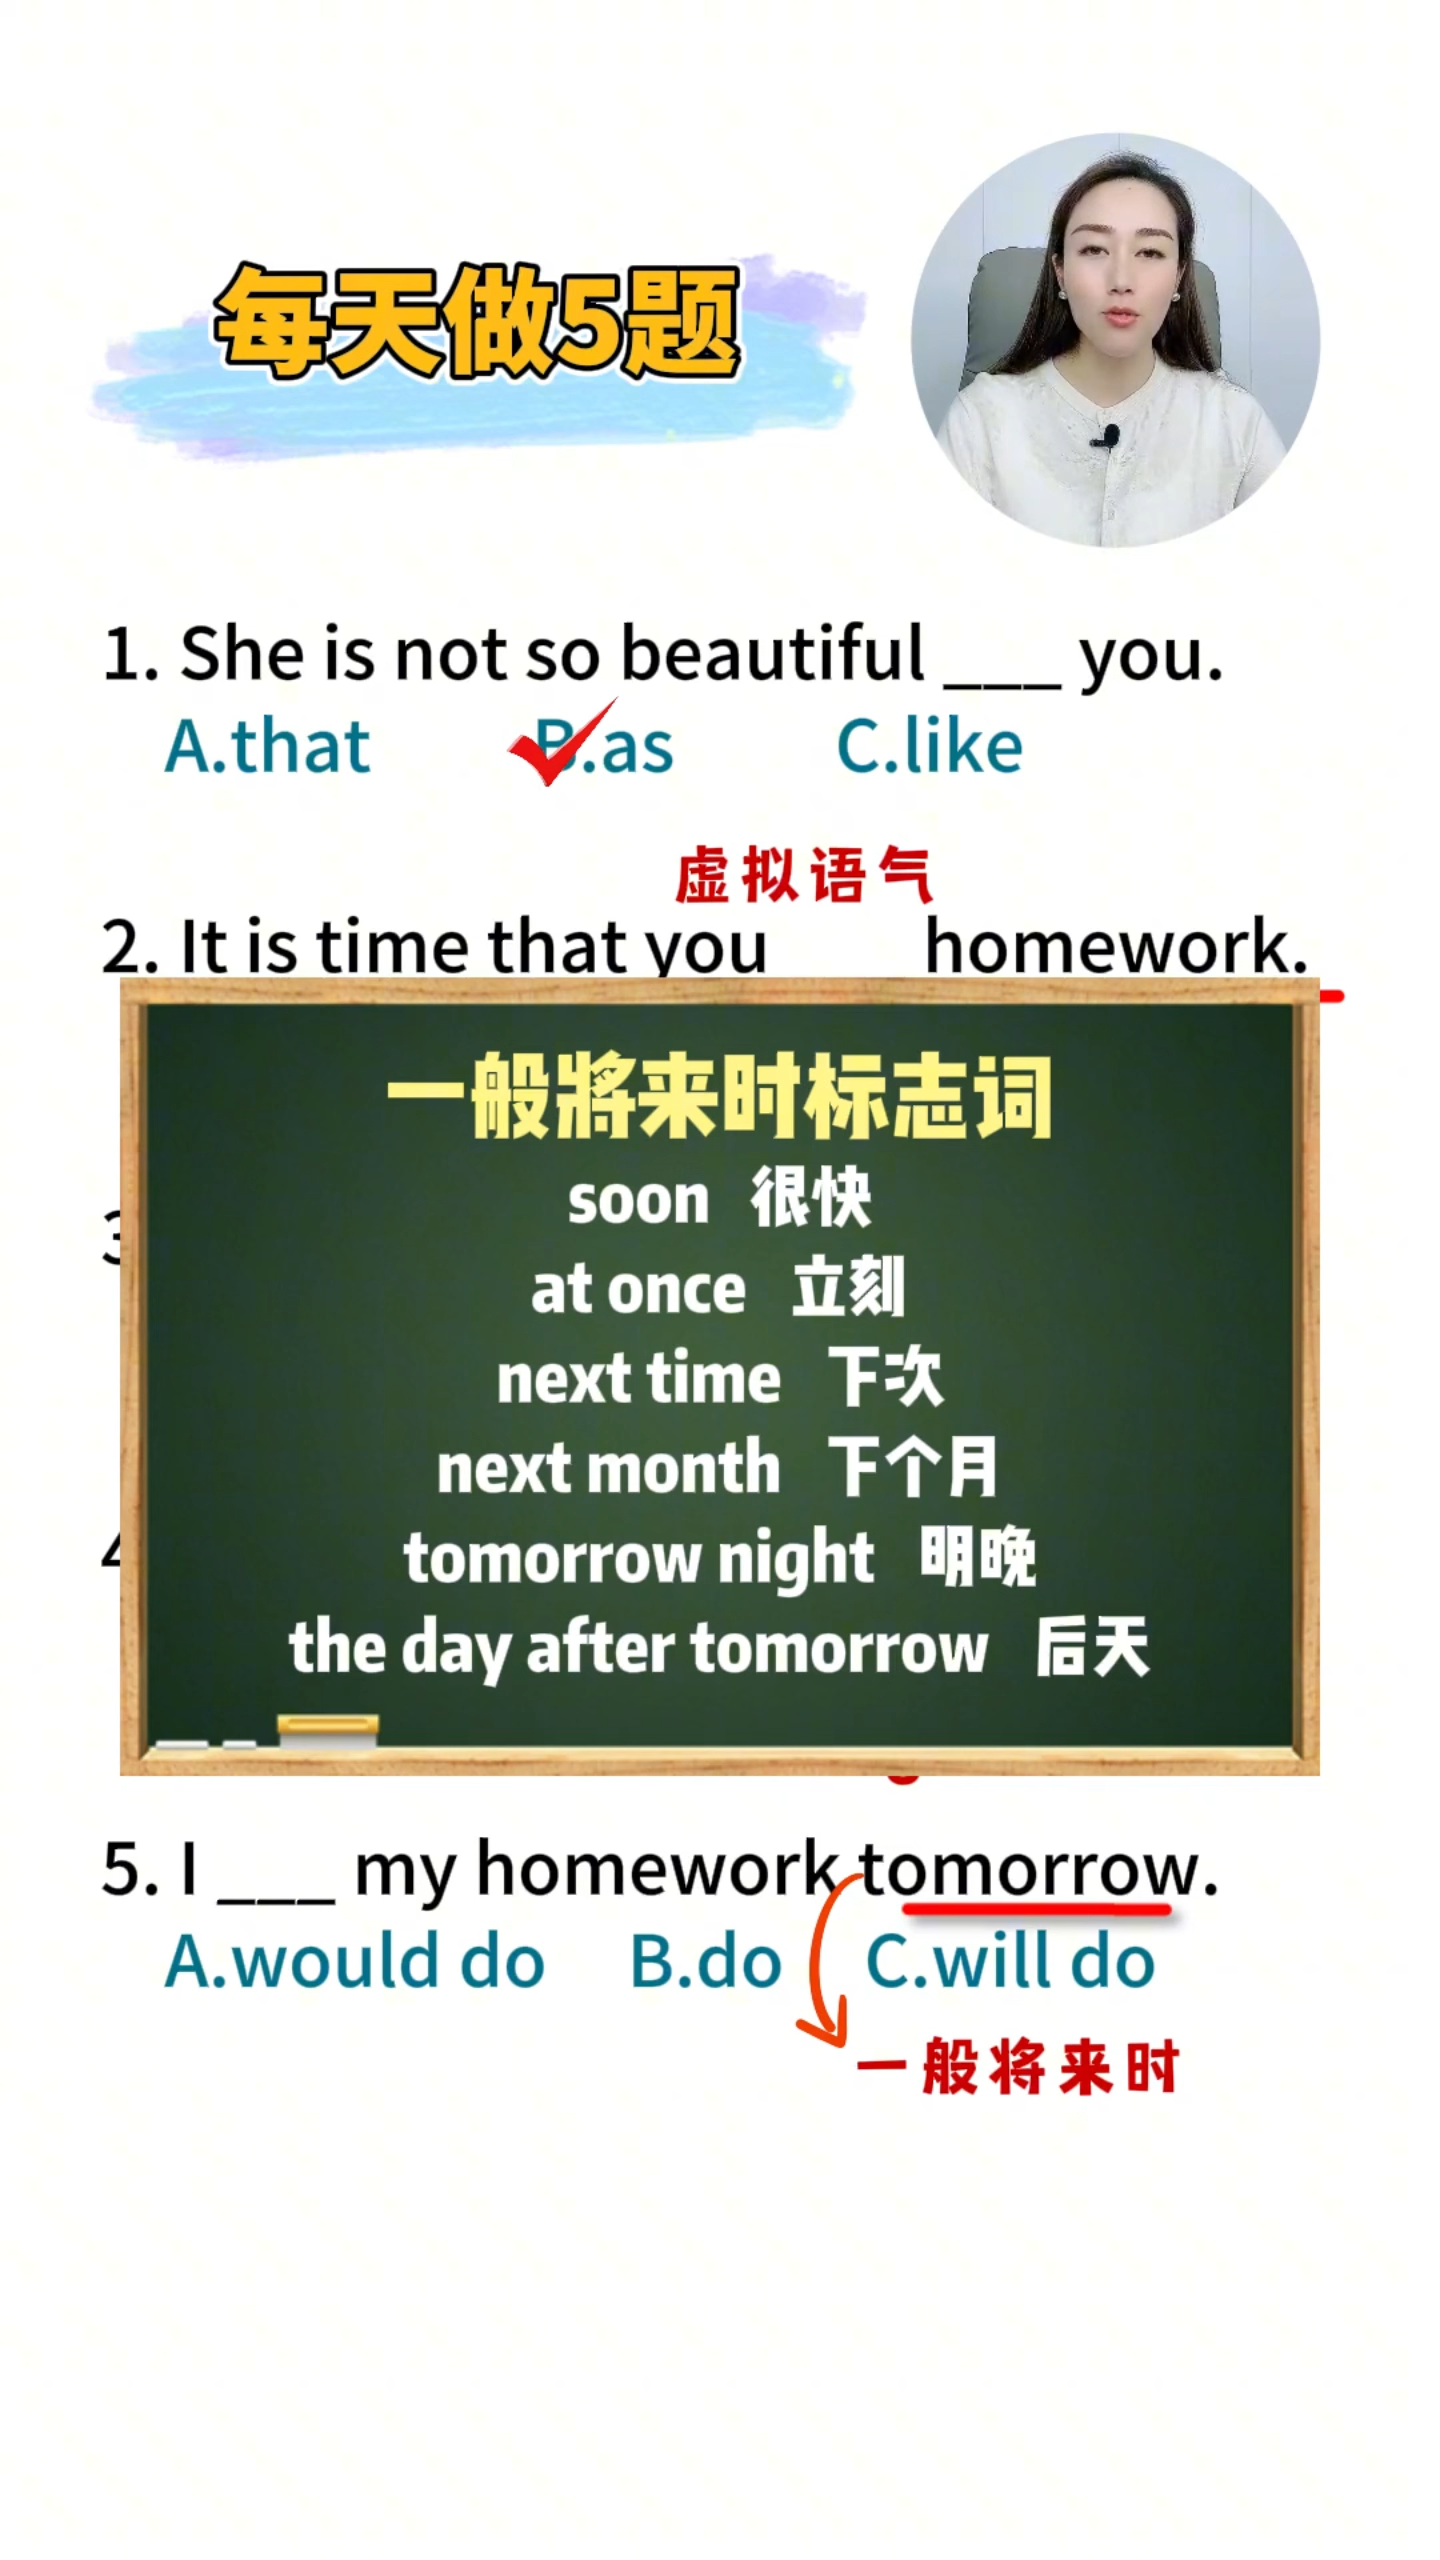 每天做5题
1. She is not so beautiful ___ you.
A.that B.as C.like
虚拟语气
2. It is time that you homework.
一般將来时标志词
soon 很快
at once 立刻
next time 下次
next month 下个月
tomorrow night 明晚
the day after tomorrow 后天
5. I ___ my homework tomorrow.
A.would do B.do C.will do
一般将来时